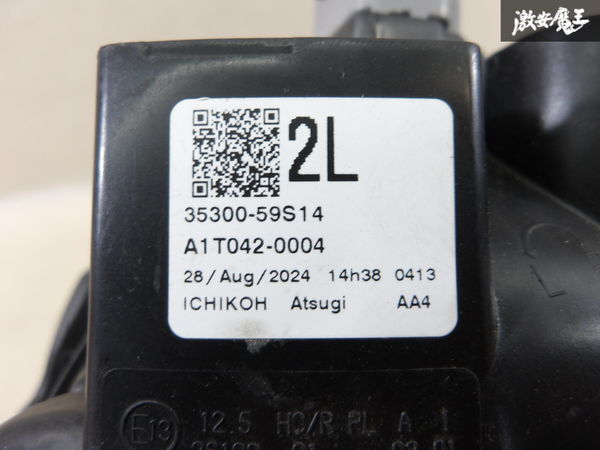 激安魔王
2L
35300-59S14
A1T042-0004
28/Aug/2024 14h38 0413
ICHIKOH Atsugi AA4
E13 12.5 HC/R PL A 1